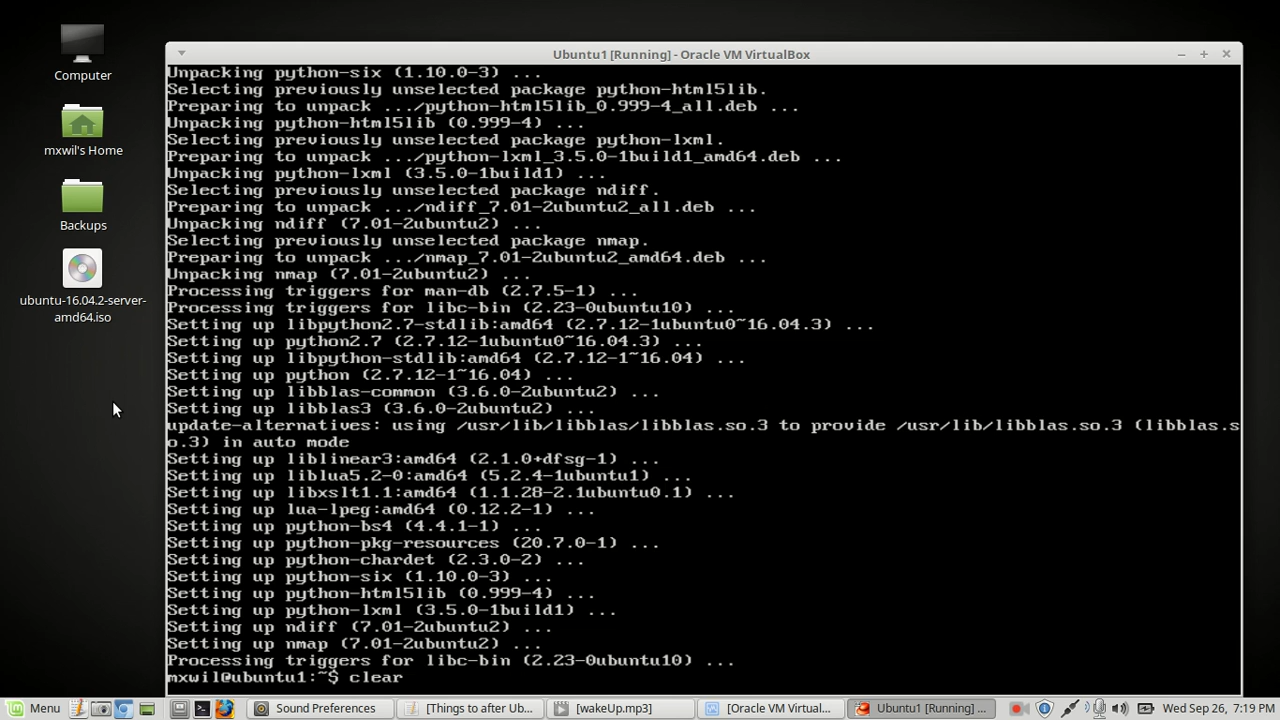 Computer
mxwil's Home
Backups
ubuntu-16.04.2-server-
amd64.iso
Ubuntu1 [Running] - Oracle VM VirtualBox
Unpacking python-six (1.10.0-3) ...
Selecting previously unselected package python-html5lib.
Preparing to unpack .../python-html5lib_0.999-4_all.deb ...
Unpacking python-html5lib (0.999-4) ...
Selecting previously unselected package python-lxml.
Preparing to unpack .../python-lxml_3.5.0-1build1_amd64.deb ...
Unpacking python-lxml (3.5.0-1build1) ...
Selecting previously unselected package ndiff.
Preparing to unpack .../ndiff_7.01-2ubuntu2_all.deb ...
Unpacking ndiff (7.01-2ubuntu2) ...
Selecting previously unselected package nmap.
Preparing to unpack .../nmap_7.01-2ubuntu2_amd64.deb ...
Unpacking nmap (7.01-2ubuntu2) ...
Processing triggers for man-db (2.7.5-1) ...
Processing triggers for libc-bin (2.23-0ubuntu10) ...
Setting up libpython2.7-stdlib:amd64 (2.7.12-1ubuntu0~16.04.3) ...
Setting up python2.7 (2.7.12-1ubuntu0~16.04.3) ...
Setting up libpython-stdlib:amd64 (2.7.12-1~16.04) ...
Setting up python (2.7.12-1~16.04) ...
Setting up libblas-common (3.6.0-2ubuntu2) ...
Setting up libblas3 (3.6.0-2ubuntu2) ...
update-alternatives: using /usr/lib/libblas/libblas.so.3 to provide /usr/lib/libblas.so.3 (libblas.s
o.3) in auto mode
Setting up liblinear3:amd64 (2.1.0+dfsg-1) ...
Setting up liblua5.2-0:amd64 (5.2.4-1ubuntu1) ...
Setting up libxslt1.1:amd64 (1.1.28-2.1ubuntu0.1) ...
Setting up lua-lpeg:amd64 (0.12.2-1) ...
Setting up python-bs4 (4.4.1-1) ...
Setting up python-pkg-resources (20.7.0-1) ...
Setting up python-chardet (2.3.0-2) ...
Setting up python-six (1.10.0-3) ...
Setting up python-html5lib (0.999-4) ...
Setting up python-lxml (3.5.0-1build1) ...
Setting up ndiff (7.01-2ubuntu2) ...
Setting up nmap (7.01-2ubuntu2) ...
Processing triggers for libc-bin (2.23-0ubuntu10) ...
mxwil@ubuntu1:~$ clear
Menu
Sound Preferences
[Things to after Ub...
[wakeUp.mp3]
[Oracle VM Virtual...
Ubuntu1 [Running] ...
Wed Sep 26, 7:19 PM